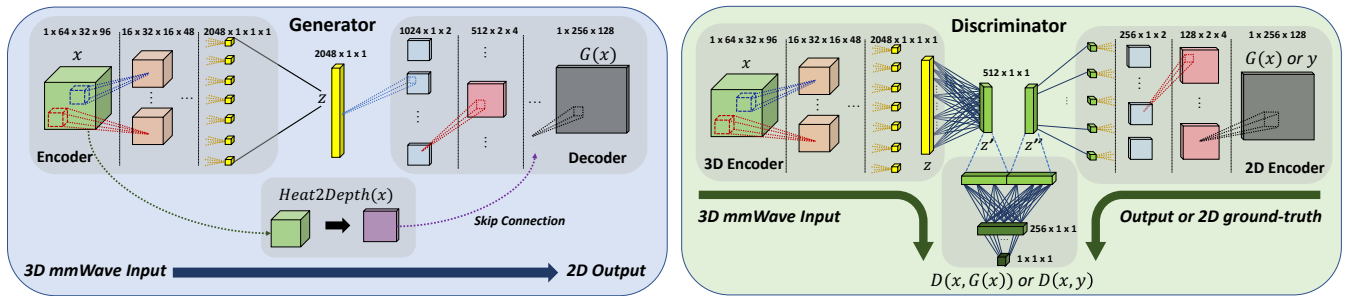 Generator
1 x 64 x 32 x 96
16 x 32 x 16 x 48
2048 x 1 x 1 x 1
2048 x 1 x 1
1024 x 1 x 2
512 x 2 x 4
1 x 256 x 128
x
z
G(x)
...
...
Encoder
Decoder
Heat2Depth(x)
Skip Connection
3D mmWave Input
2D Output
Discriminator
1 x 64 x 32 x 96
16 x 32 x 16 x 48
2048 x 1 x 1 x 1
512 x 1 x 1
256 x 1 x 2
128 x 2 x 4
1 x 256 x 128
x
G(x) or y
...
...
3D Encoder
z
z'
z''
2D Encoder
3D mmWave Input
Output or 2D ground-truth
256 x 1 x 1
1 x 1 x 1
D(x, G(x)) or D(x, y)